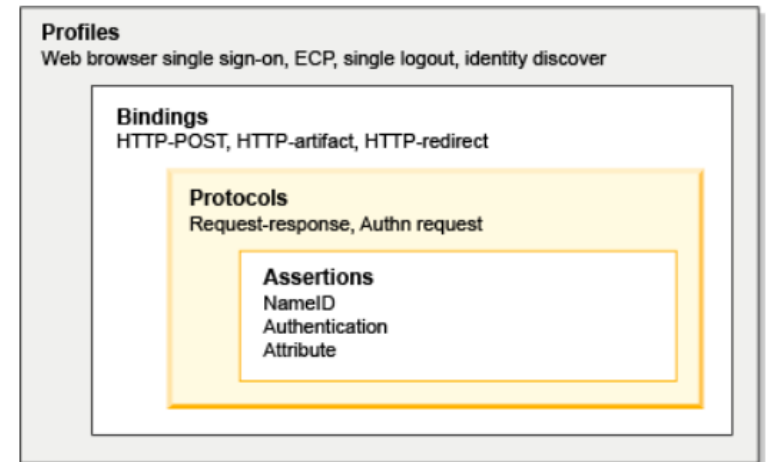 Profiles
Web browser single sign-on, ECP, single logout, identity discover
Bindings
HTTP-POST, HTTP-artifact, HTTP-redirect
Protocols
Request-response, Authn request
Assertions
NameID
Authentication
Attribute